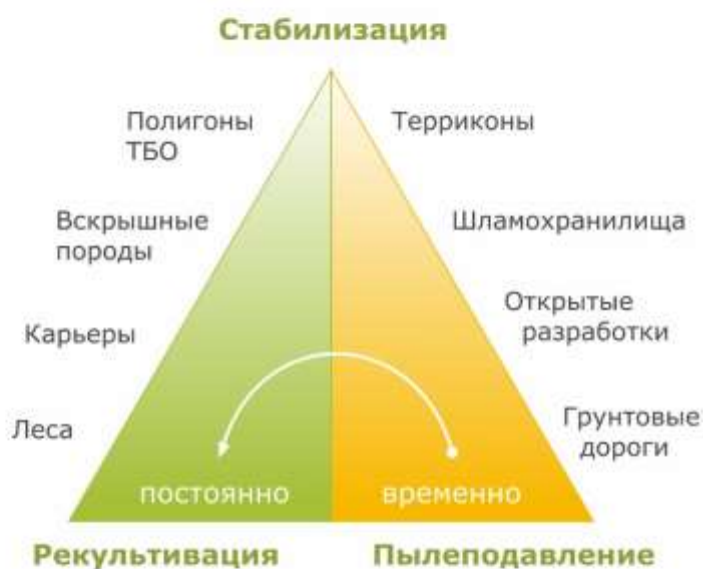 Стабилизация
Полигоны
ТБО
Терриконы
Вскрышные
породы
Шламохранилища
Карьеры
Открытые
разработки
Леса
Грунтовые
дороги
постоянно
временно
Рекультивация
Пылеподавление